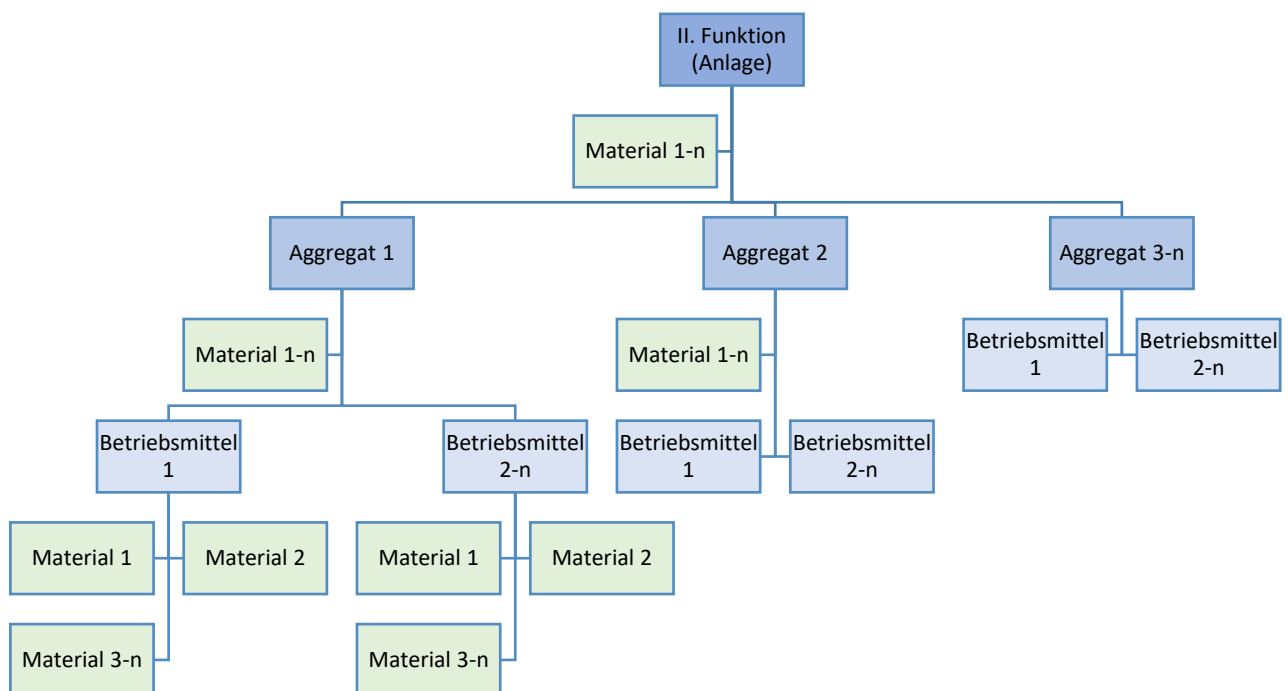 II. Funktion
(Anlage)
Material 1-n
Aggregat 1
Aggregat 2
Aggregat 3-n
Material 1-n
Material 1-n
Betriebsmittel
1
Betriebsmittel
2-n
Betriebsmittel
1
Betriebsmittel
2-n
Betriebsmittel
1
Betriebsmittel
2-n
Material 1
Material 2
Material 1
Material 2
Material 3-n
Material 3-n